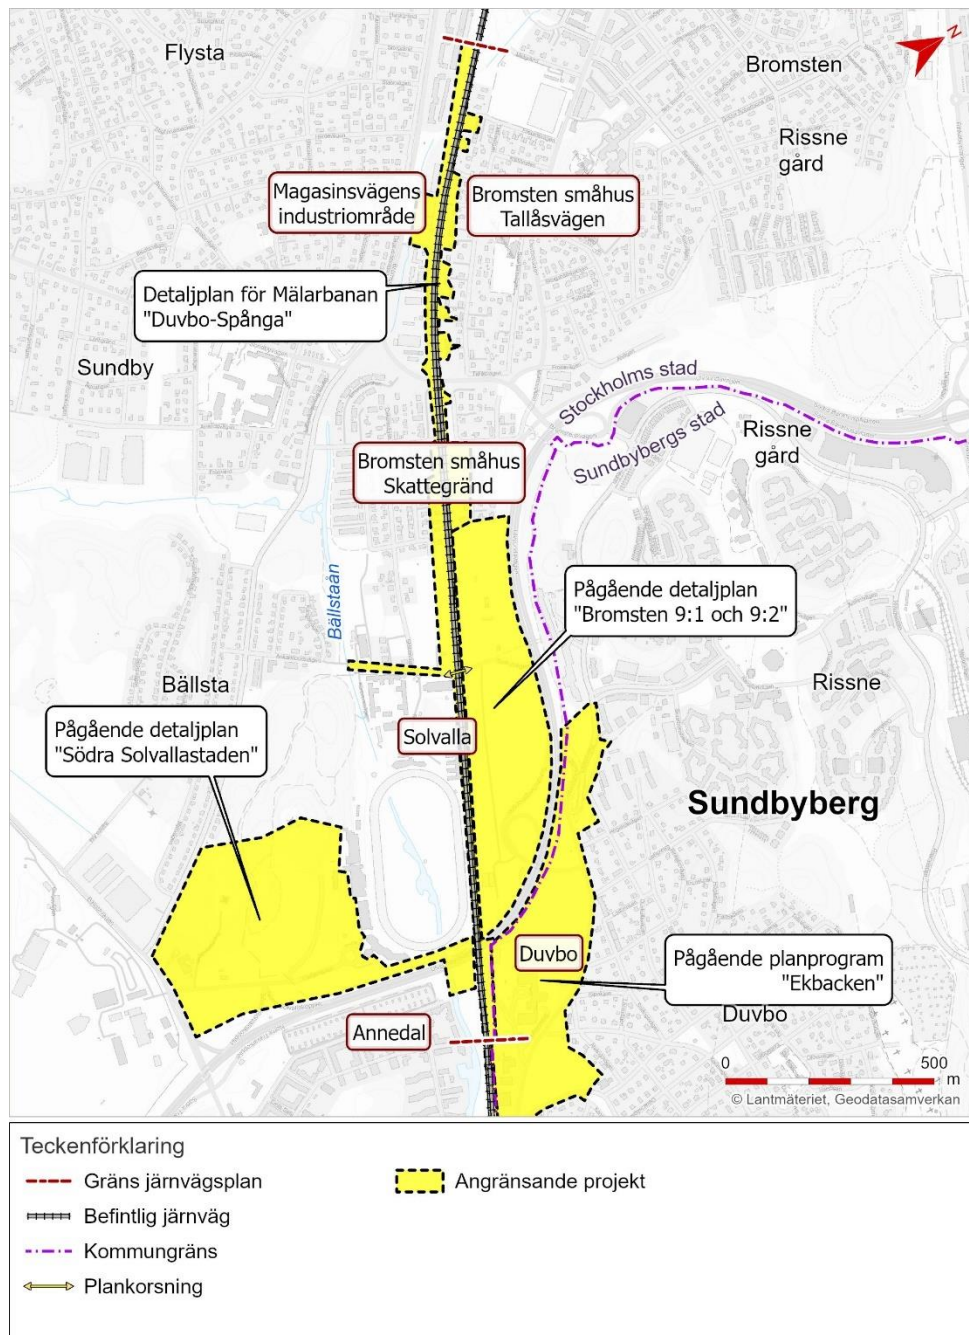 Flysta
Bromsten
N
Rissne
gård
Magasinsvägens
industriområde
Bromsten småhus
Tallåsvägen
Detaljplan för Mälarbanan
"Duvbo-Spånga"
Sundby
Stockholms stad
Sundbybergs stad
Rissne
gård
Bromsten småhus
Skattegränd
Bällstaån
Pågående detaljplan
"Bromsten 9:1 och 9:2"
Bällsta
Rissne
Pågående detaljplan
"Södra Solvallastaden"
Solvalla
Sundbyberg
Duvbo
Pågående planprogram
"Ekbacken"
Duvbo
Annedal
0 500
m
© Lantmäteriet, Geodatasamverkan
Teckenförklaring
Gräns järnvägsplan
Befintlig järnväg
Kommungräns
Plankorsning
Angränsande projekt